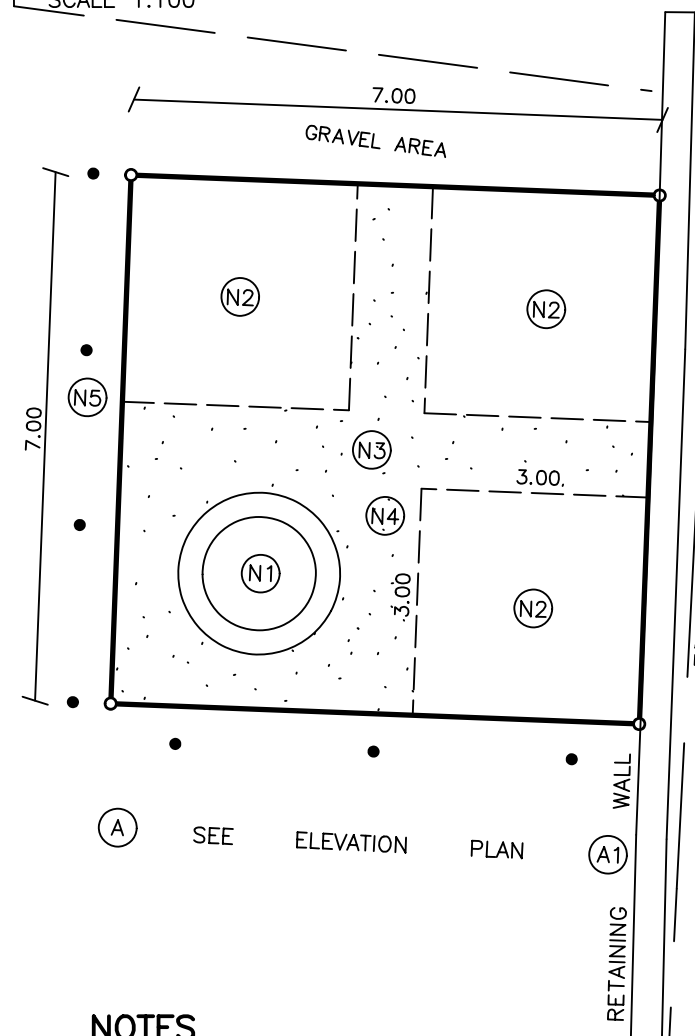 SCALE 1:100
7.00
GRAVEL AREA
N2
N2
N5
7.00
N3
3.00
N4
N1
3.00
N2
WALL
A SEE ELEVATION PLAN A1
RETAINING
NOTES